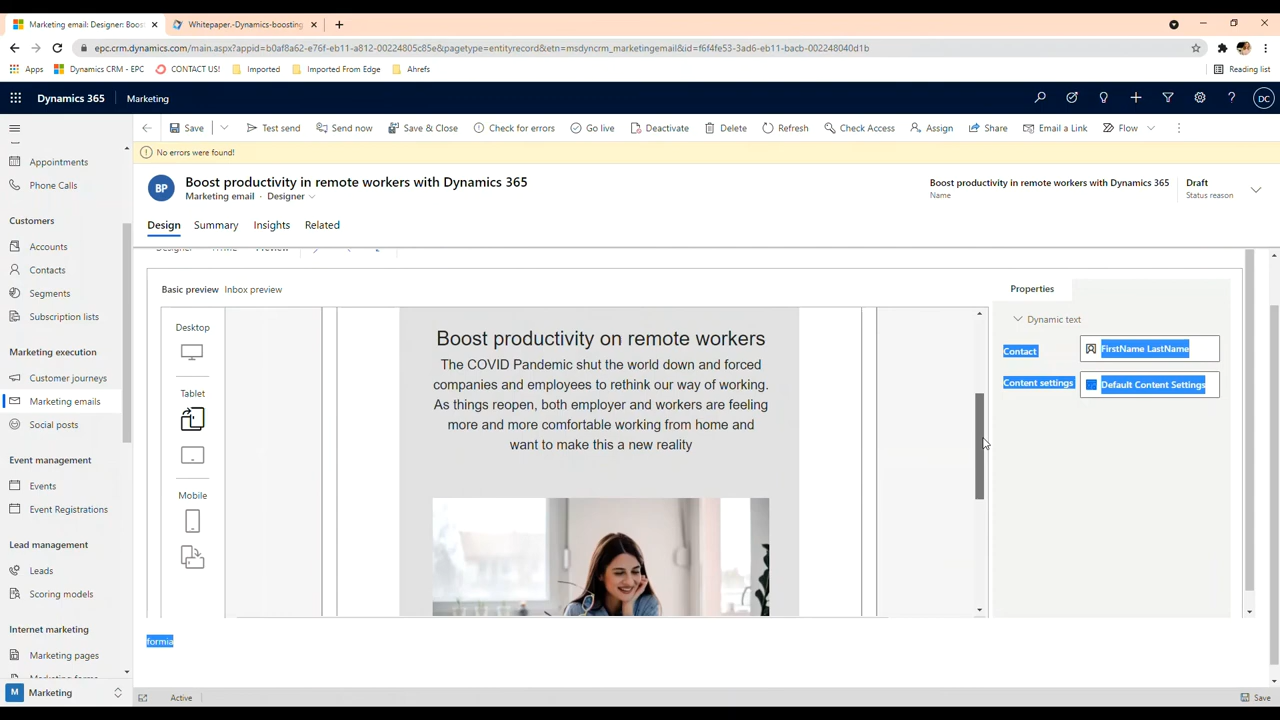 Marketing email: Designer: Boos
Whitepaper.-Dynamics-boosting
epc.crm.dynamics.com/main.aspx?appid=b0af8a62-e76f-eb11-a812-00224805c85e&pagetype=entityrecord&etn=msdyncrm_marketingemail&id=f6f4fe53-3ad6-eb11-bacb-002248040d1b
Apps Dynamics CRM - EPC CONTACT US! Imported Imported From Edge Ahrefs Reading list
Dynamics 365 Marketing DC
Save Test send Send now Save & Close Check for errors Go live Deactivate Delete Refresh Check Access Assign Share Email a Link Flow
No errors were found!
BP
Boost productivity in remote workers with Dynamics 365
Marketing email · Designer
Boost productivity in remote workers with Dynamics 365
Name
Draft
Status reason
Design Summary Insights Related
Appointments
Phone Calls
Customers
Accounts
Contacts
Segments
Subscription lists
Marketing execution
Customer journeys
Marketing emails
Social posts
Event management
Events
Event Registrations
Lead management
Leads
Scoring models
Internet marketing
Marketing pages
M Marketing
Designer HTML Preview
Basic preview Inbox preview
Desktop
Tablet
Mobile
Boost productivity on remote workers
The COVID Pandemic shut the world down and forced
companies and employees to rethink our way of working.
As things reopen, both employer and workers are feeling
more and more comfortable working from home and
want to make this a new reality
Properties
Dynamic text
Contact FirstName LastName
Content settings Default Content Settings
formia
Active
Save